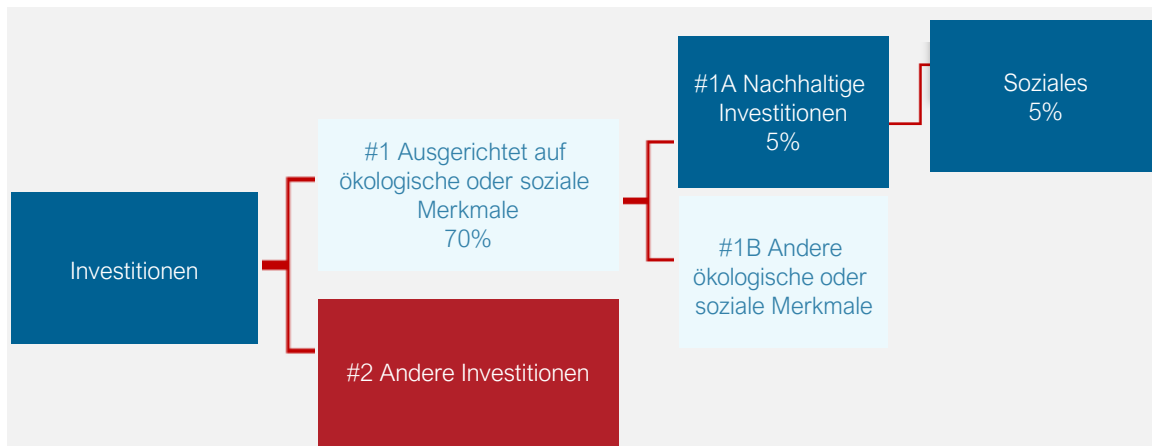 Investitionen
#1 Ausgerichtet auf
ökologische oder soziale
Merkmale
70%
#2 Andere Investitionen
#1A Nachhaltige
Investitionen
5%
#1B Andere
ökologische oder
soziale Merkmale
Soziales
5%